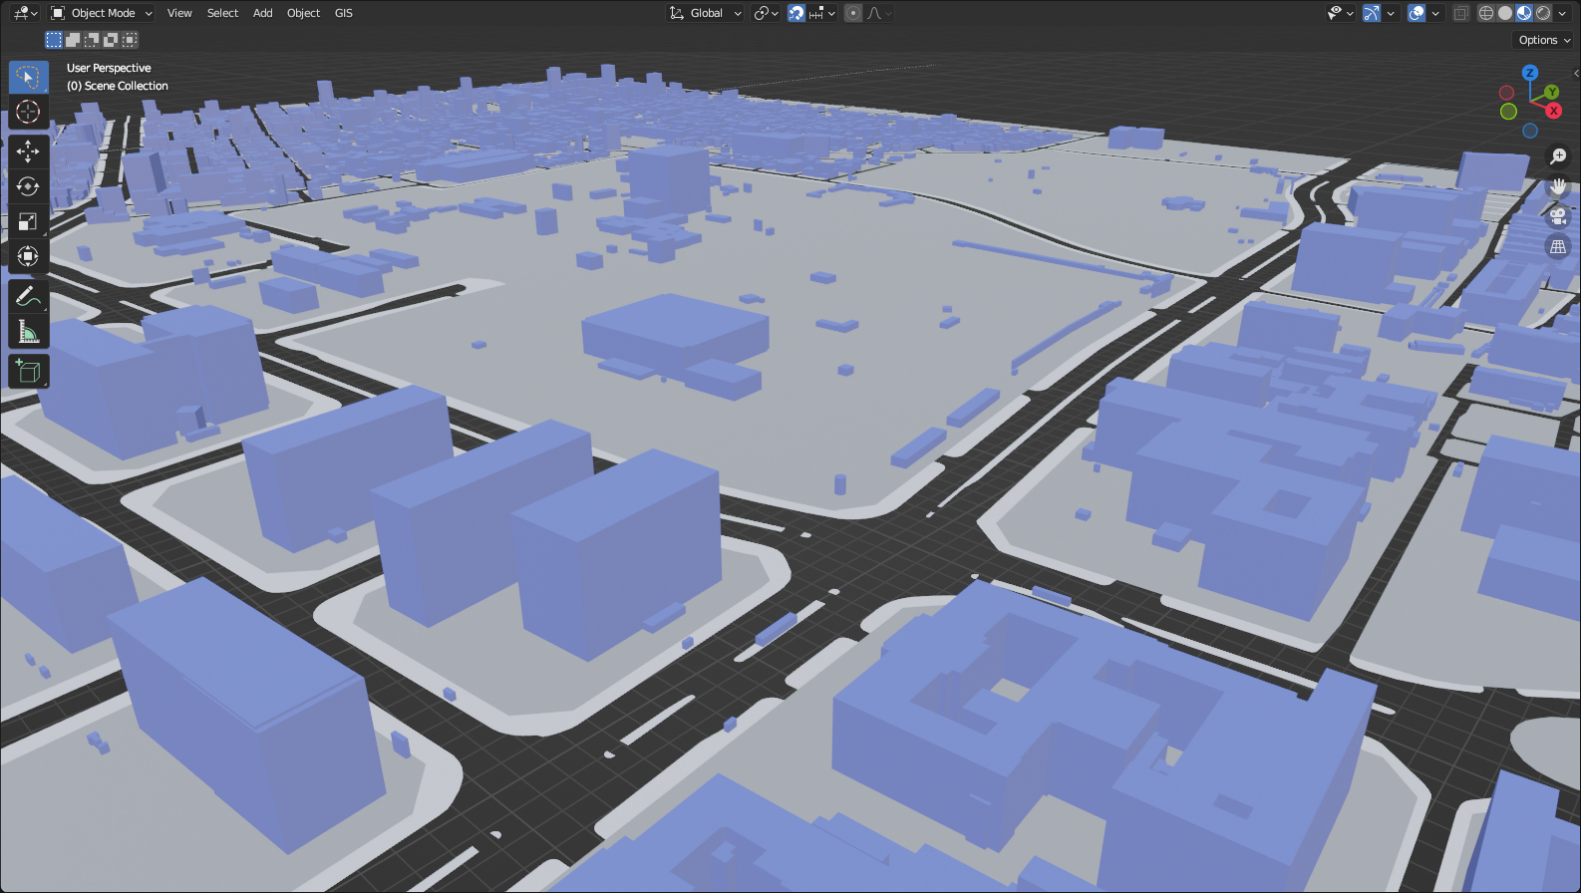 Object Mode View Select Add Object GIS Global
Options
User Perspective
(0) Scene Collection
Z
Y
X